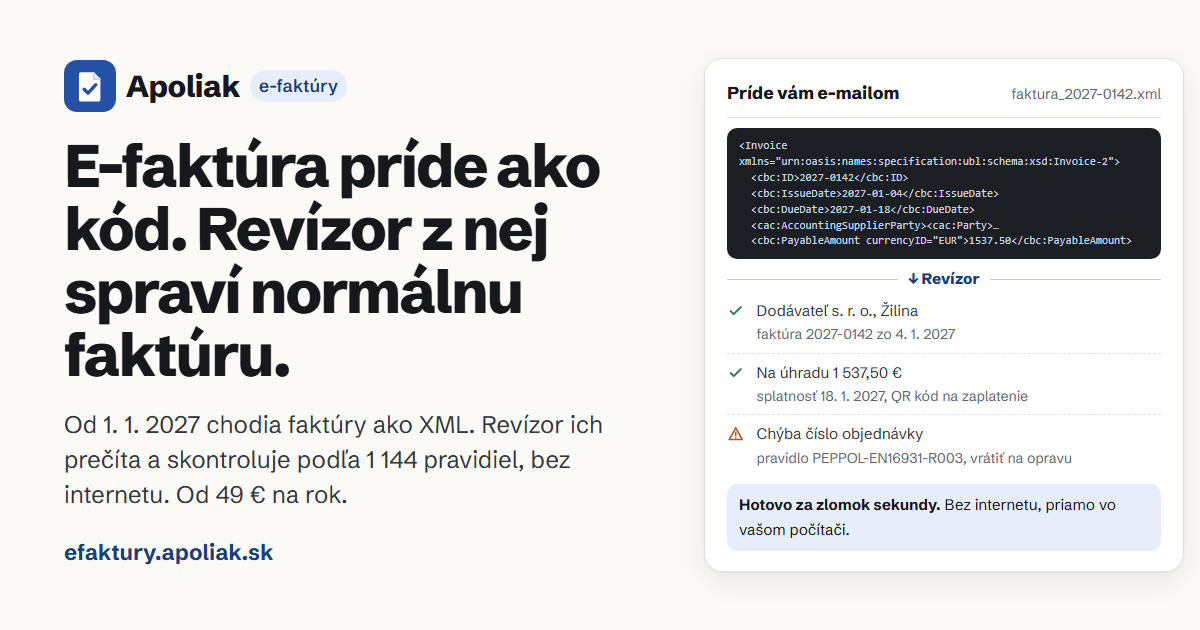 Apoliak e-faktúry
E-faktúra príde ako
kód. Revízor z nej
spraví normálnu
faktúru.
Od 1. 1. 2027 chodia faktúry ako XML. Revízor ich
prečíta a skontroluje podľa 1 144 pravidiel, bez
internetu. Od 49 € na rok.
efaktury.apoliak.sk
Príde vám e-mailom faktura_2027-0142.xml
<Invoice
xmlns="urn:oasis:names:specification:ubl:schema:xsd:Invoice-2">
<cbc:ID>2027-0142</cbc:ID>
<cbc:IssueDate>2027-01-04</cbc:IssueDate>
<cbc:DueDate>2027-01-18</cbc:DueDate>
<cac:AccountingSupplierParty><cac:Party>…
<cbc:PayableAmount currencyID="EUR">1537.50</cbc:PayableAmount>
↓ Revízor
Dodávateľ s. r. o., Žilina
faktúra 2027-0142 zo 4. 1. 2027
Na úhradu 1 537,50 €
splatnosť 18. 1. 2027, QR kód na zaplatenie
Chýba číslo objednávky
pravidlo PEPPOL-EN16931-R003, vrátiť na opravu
Hotovo za zlomok sekundy. Bez internetu, priamo vo
vašom počítači.